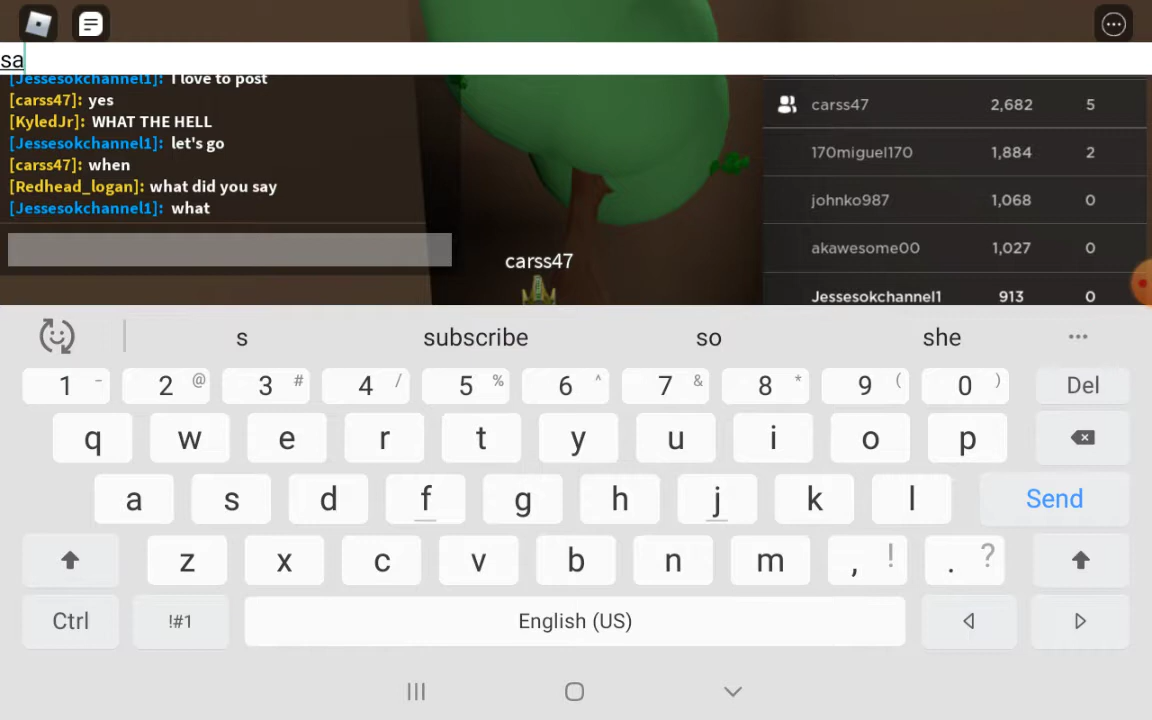 sa
[Jessesokchannel1]: I love to post
[carss47]: yes
[KyledJr]: WHAT THE HELL
[Jessesokchannel1]: let's go
[carss47]: when
[Redhead_logan]: what did you say
[Jessesokchannel1]: what
carss47
carss47 2,682 5
170miguel170 1,884 2
johnko987 1,068 0
akawesome00 1,027 0
Jessesokchannel1 913 0
s subscribe so she
1 - 2 @ 3 # 4 / 5 % 6 ^ 7 & 8 * 9 ( 0 ) Del
q w e r t y u i o p
a s d f g h j k l Send
z x c v b n m , ! . ?
Ctrl !#1 English (US)